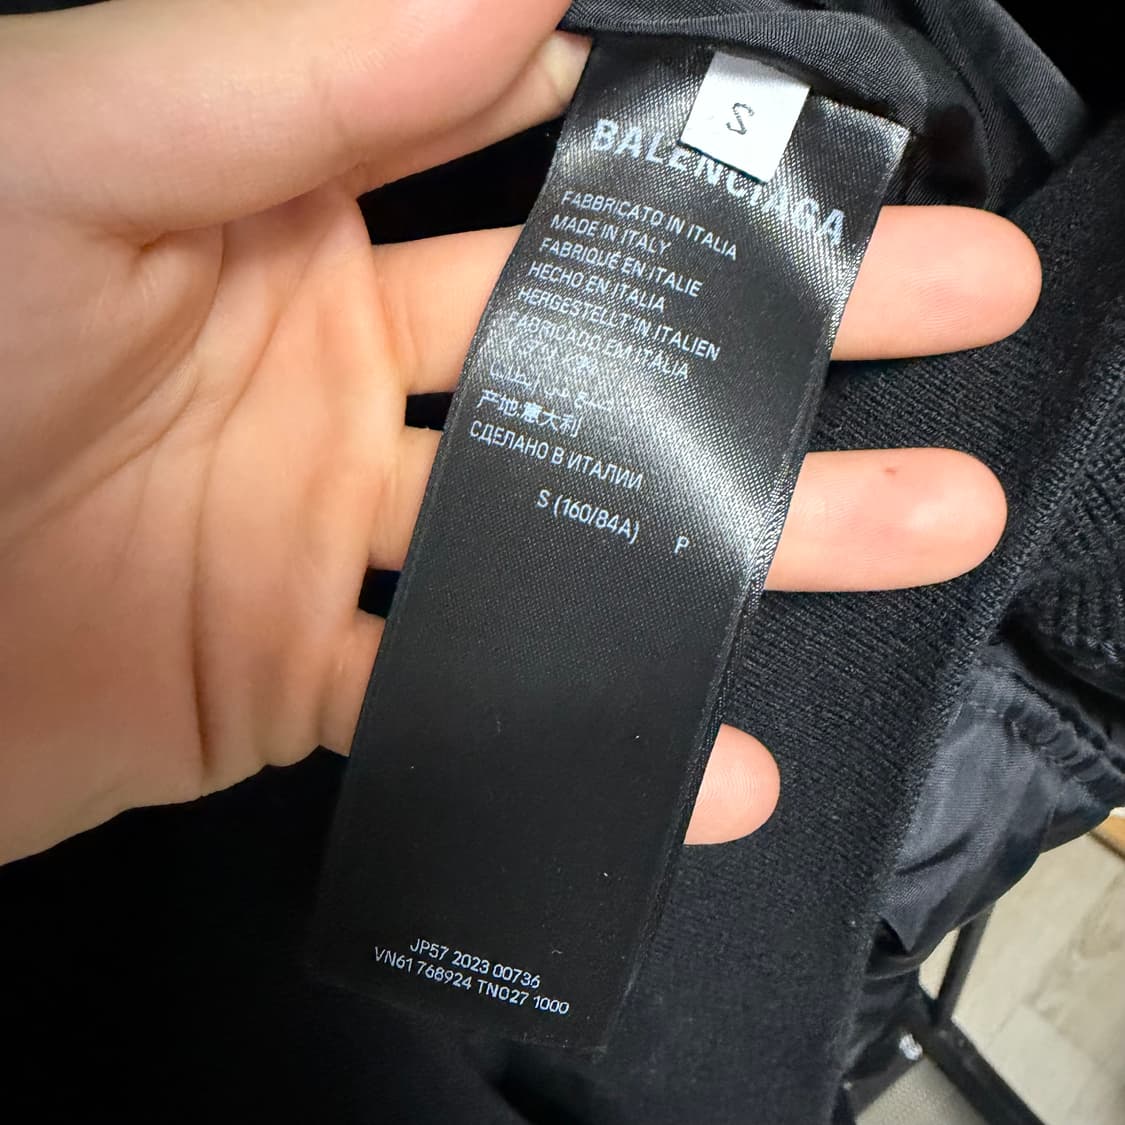 S
BALENCIAGA
FABBRICATO IN ITALIA
MADE IN ITALY
FABRIQUÉ EN ITALIE
HECHO EN ITALIA
HERGESTELLT IN ITALIEN
FABRICADO EM ITALIA
产地:意大利
СДЕЛАНО В ИТАЛИИ
S (160/84A) P
JP57 2023 00736
VN61 768924 TNO27 1000